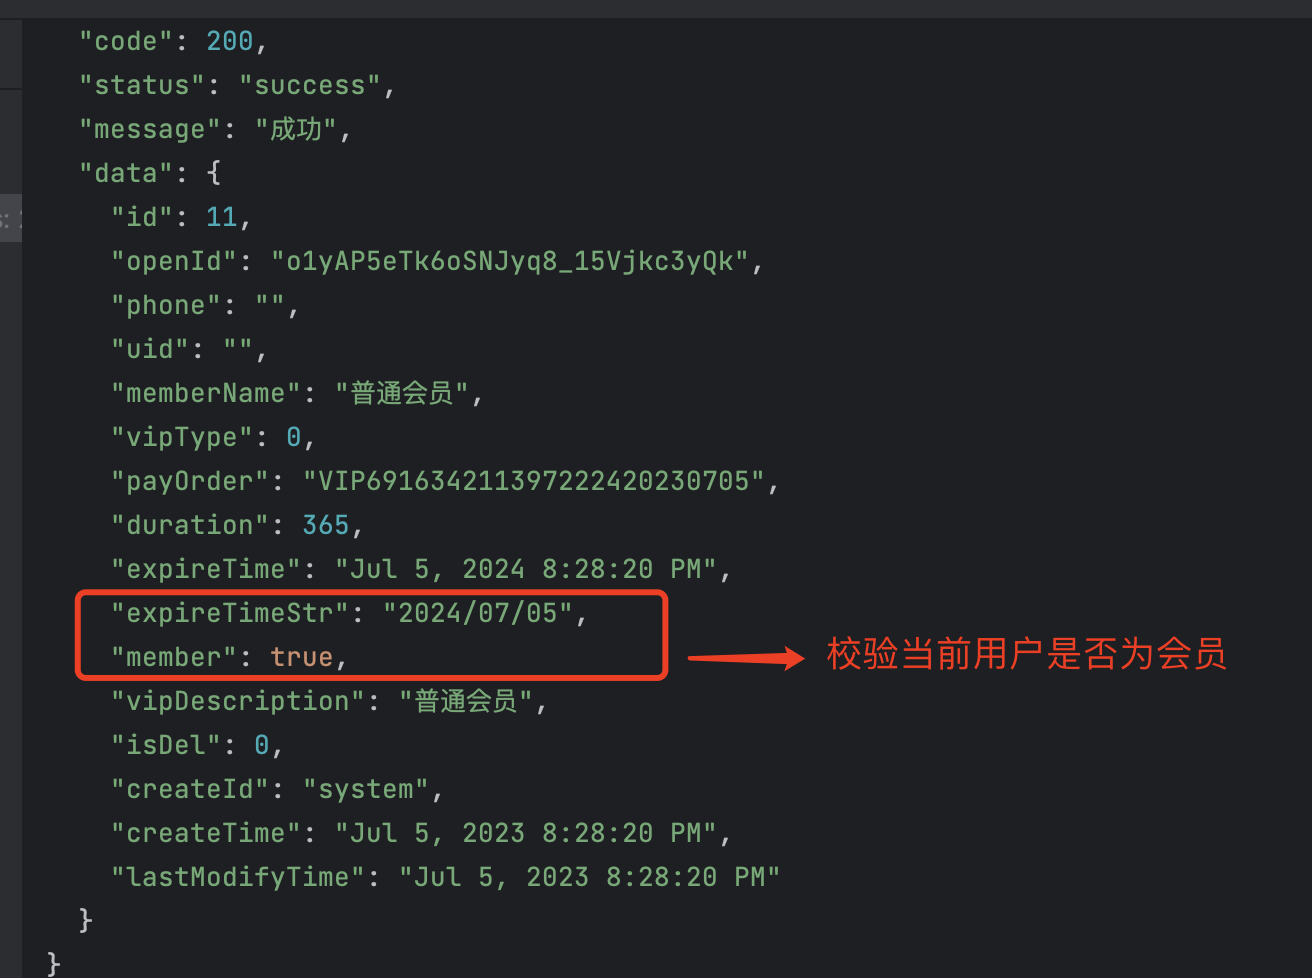 "code": 200,
"status": "success",
"message": "成功",
"data": {
"id": 11,
"openId": "o1yAP5eTk6oSNJyq8_15Vjkc3yQk",
"phone": "",
"uid": "",
"memberName": "普通会员",
"vipType": 0,
"payOrder": "VIP691634211397222420230705",
"duration": 365,
"expireTime": "Jul 5, 2024 8:28:20 PM",
"expireTimeStr": "2024/07/05",
"member": true,
校验当前用户是否为会员
"vipDescription": "普通会员",
"isDel": 0,
"createId": "system",
"createTime": "Jul 5, 2023 8:28:20 PM",
"lastModifyTime": "Jul 5, 2023 8:28:20 PM"
}
}